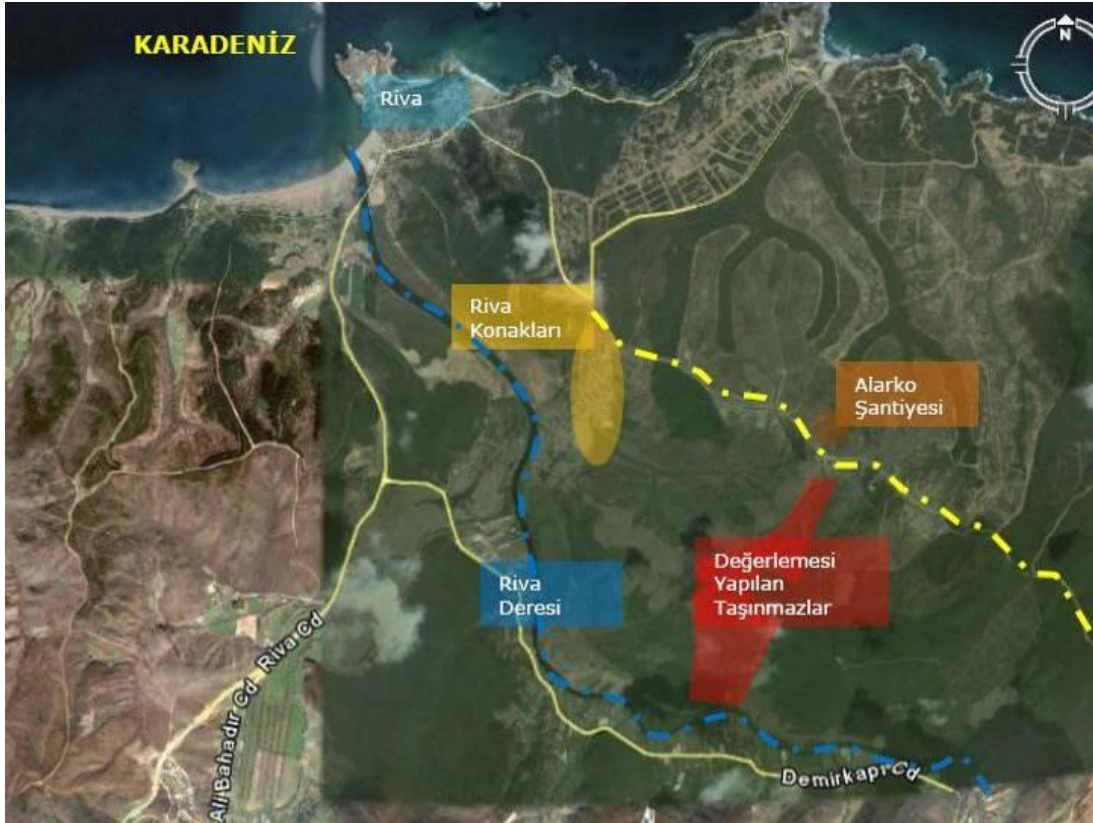 KARADENİZ
N
Riva
Riva
Konakları
Alarko
Şantiyesi
Değerlemesi
Yapılan
Taşınmazlar
Riva
Deresi
Riva Cd
Ali Bahadır Cd
Demirkapı Cd